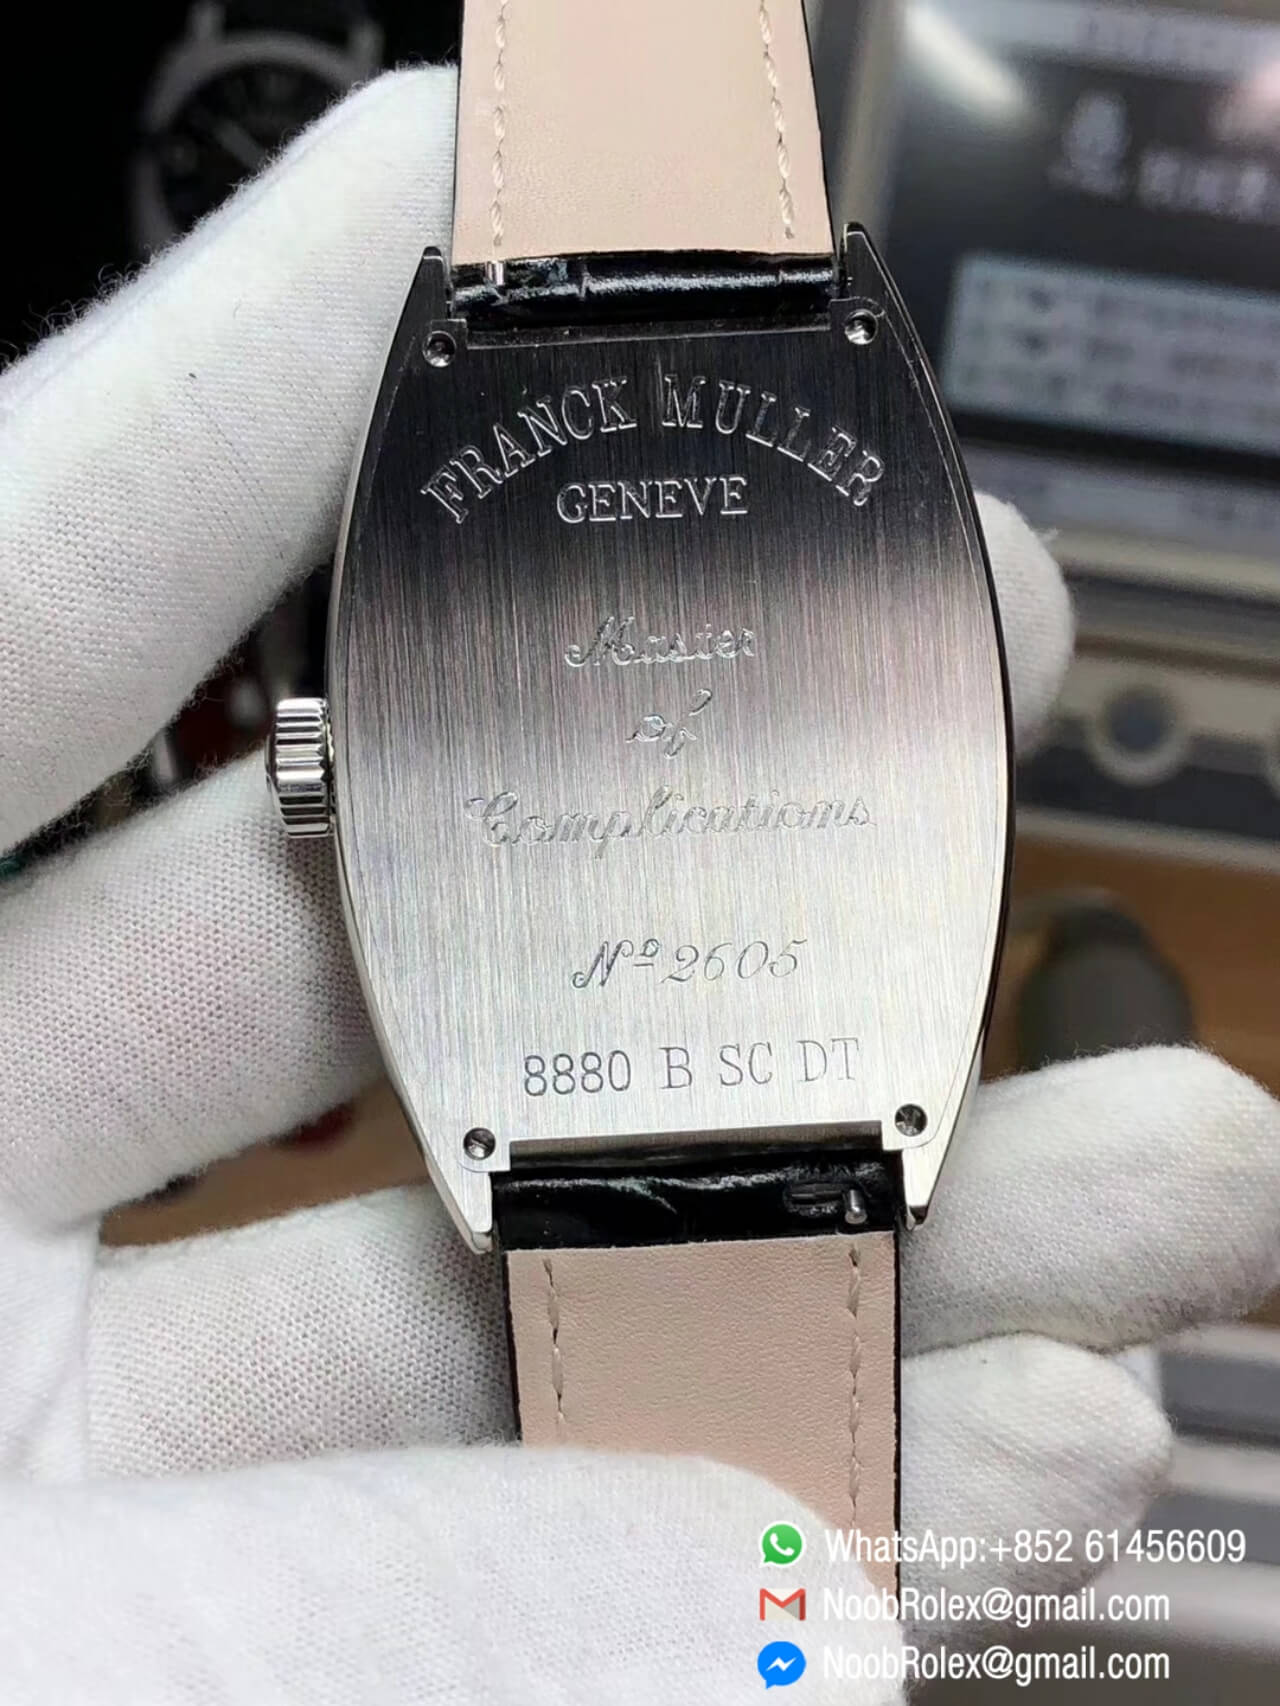 FRANCK MULLER
GENEVE
Master
of
Complications
Nº 2605
8880 B SC DT
WhatsApp:+852 61456609
NoobRolex@gmail.com
NoobRolex@gmail.com